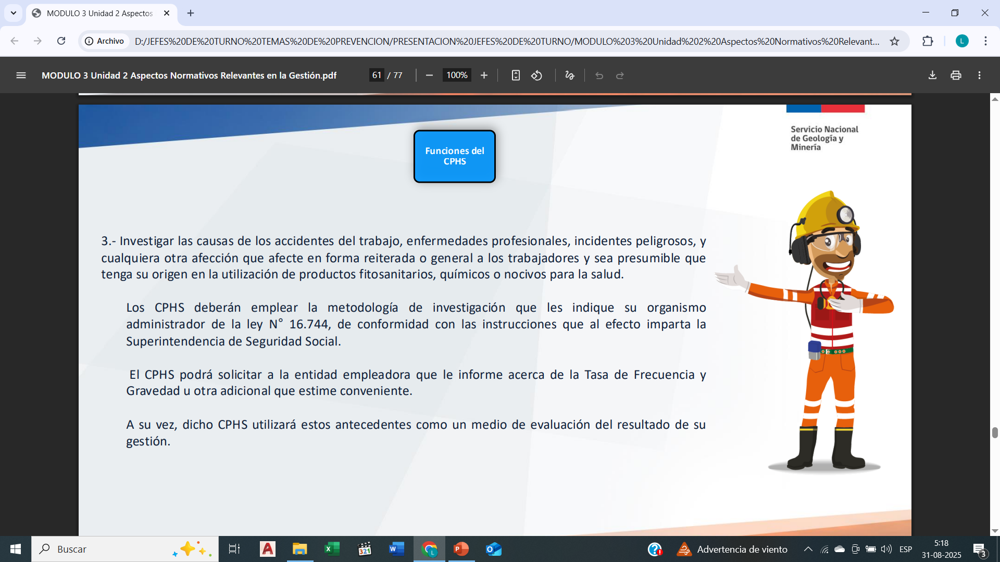 MODULO 3 Unidad 2 Aspectos
Archivo
D:/JEFES%20DE%20TURNO%20TEMAS%20DE%20PREVENCION/PRESENTACION%20JEFES%20DE%20TURNO/MODULO%203%20Unidad%202%20Aspectos%20Normativos%20Relevant...
L
MODULO 3 Unidad 2 Aspectos Normativos Relevantes en la Gestión.pdf
61 / 77
100%
Servicio Nacional
de Geología y
Minería
Funciones del
CPHS
3.- Investigar las causas de los accidentes del trabajo, enfermedades profesionales, incidentes peligrosos, y
cualquiera otra afección que afecte en forma reiterada o general a los trabajadores y sea presumible que
tenga su origen en la utilización de productos fitosanitarios, químicos o nocivos para la salud.
Los CPHS deberán emplear la metodología de investigación que les indique su organismo
administrador de la ley N° 16.744, de conformidad con las instrucciones que al efecto imparta la
Superintendencia de Seguridad Social.
El CPHS podrá solicitar a la entidad empleadora que le informe acerca de la Tasa de Frecuencia y
Gravedad u otra adicional que estime conveniente.
A su vez, dicho CPHS utilizará estos antecedentes como un medio de evaluación del resultado de su
gestión.
Buscar
321
Advertencia de viento
ESP
5:18
31-08-2025
3